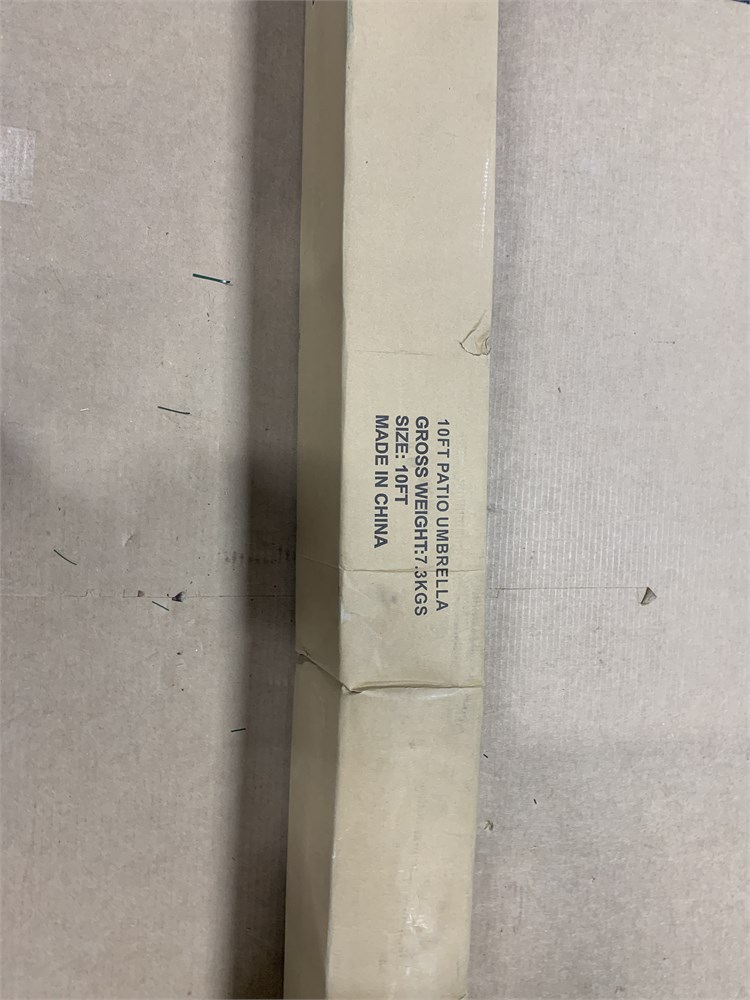 10FT PATIO UMBRELLA
GROSS WEIGHT:7.3KGS
SIZE: 10FT
MADE IN CHINA